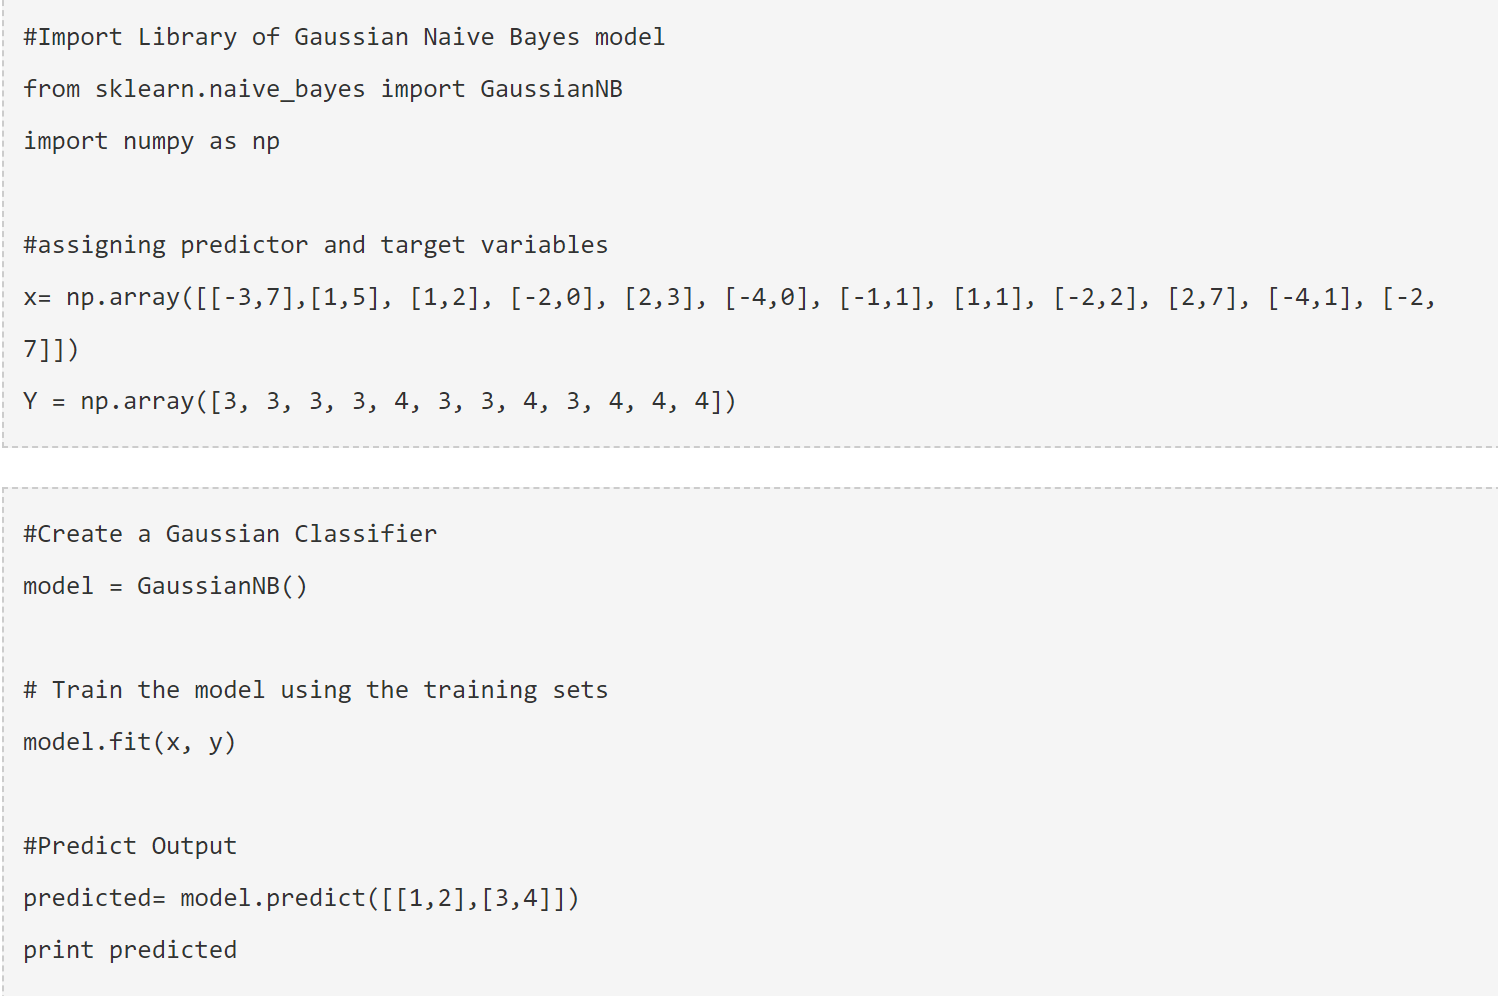 #Import Library of Gaussian Naive Bayes model
from sklearn.naive_bayes import GaussianNB
import numpy as np
#assigning predictor and target variables
x= np.array([[-3,7],[1,5], [1,2], [-2,0], [2,3], [-4,0], [-1,1], [1,1], [-2,2], [2,7], [-4,1], [-2,
7]])
Y = np.array([3, 3, 3, 3, 4, 3, 3, 4, 3, 4, 4, 4])
#Create a Gaussian Classifier
model = GaussianNB()
# Train the model using the training sets
model.fit(x, y)
#Predict Output
predicted= model.predict([[1,2],[3,4]])
print predicted